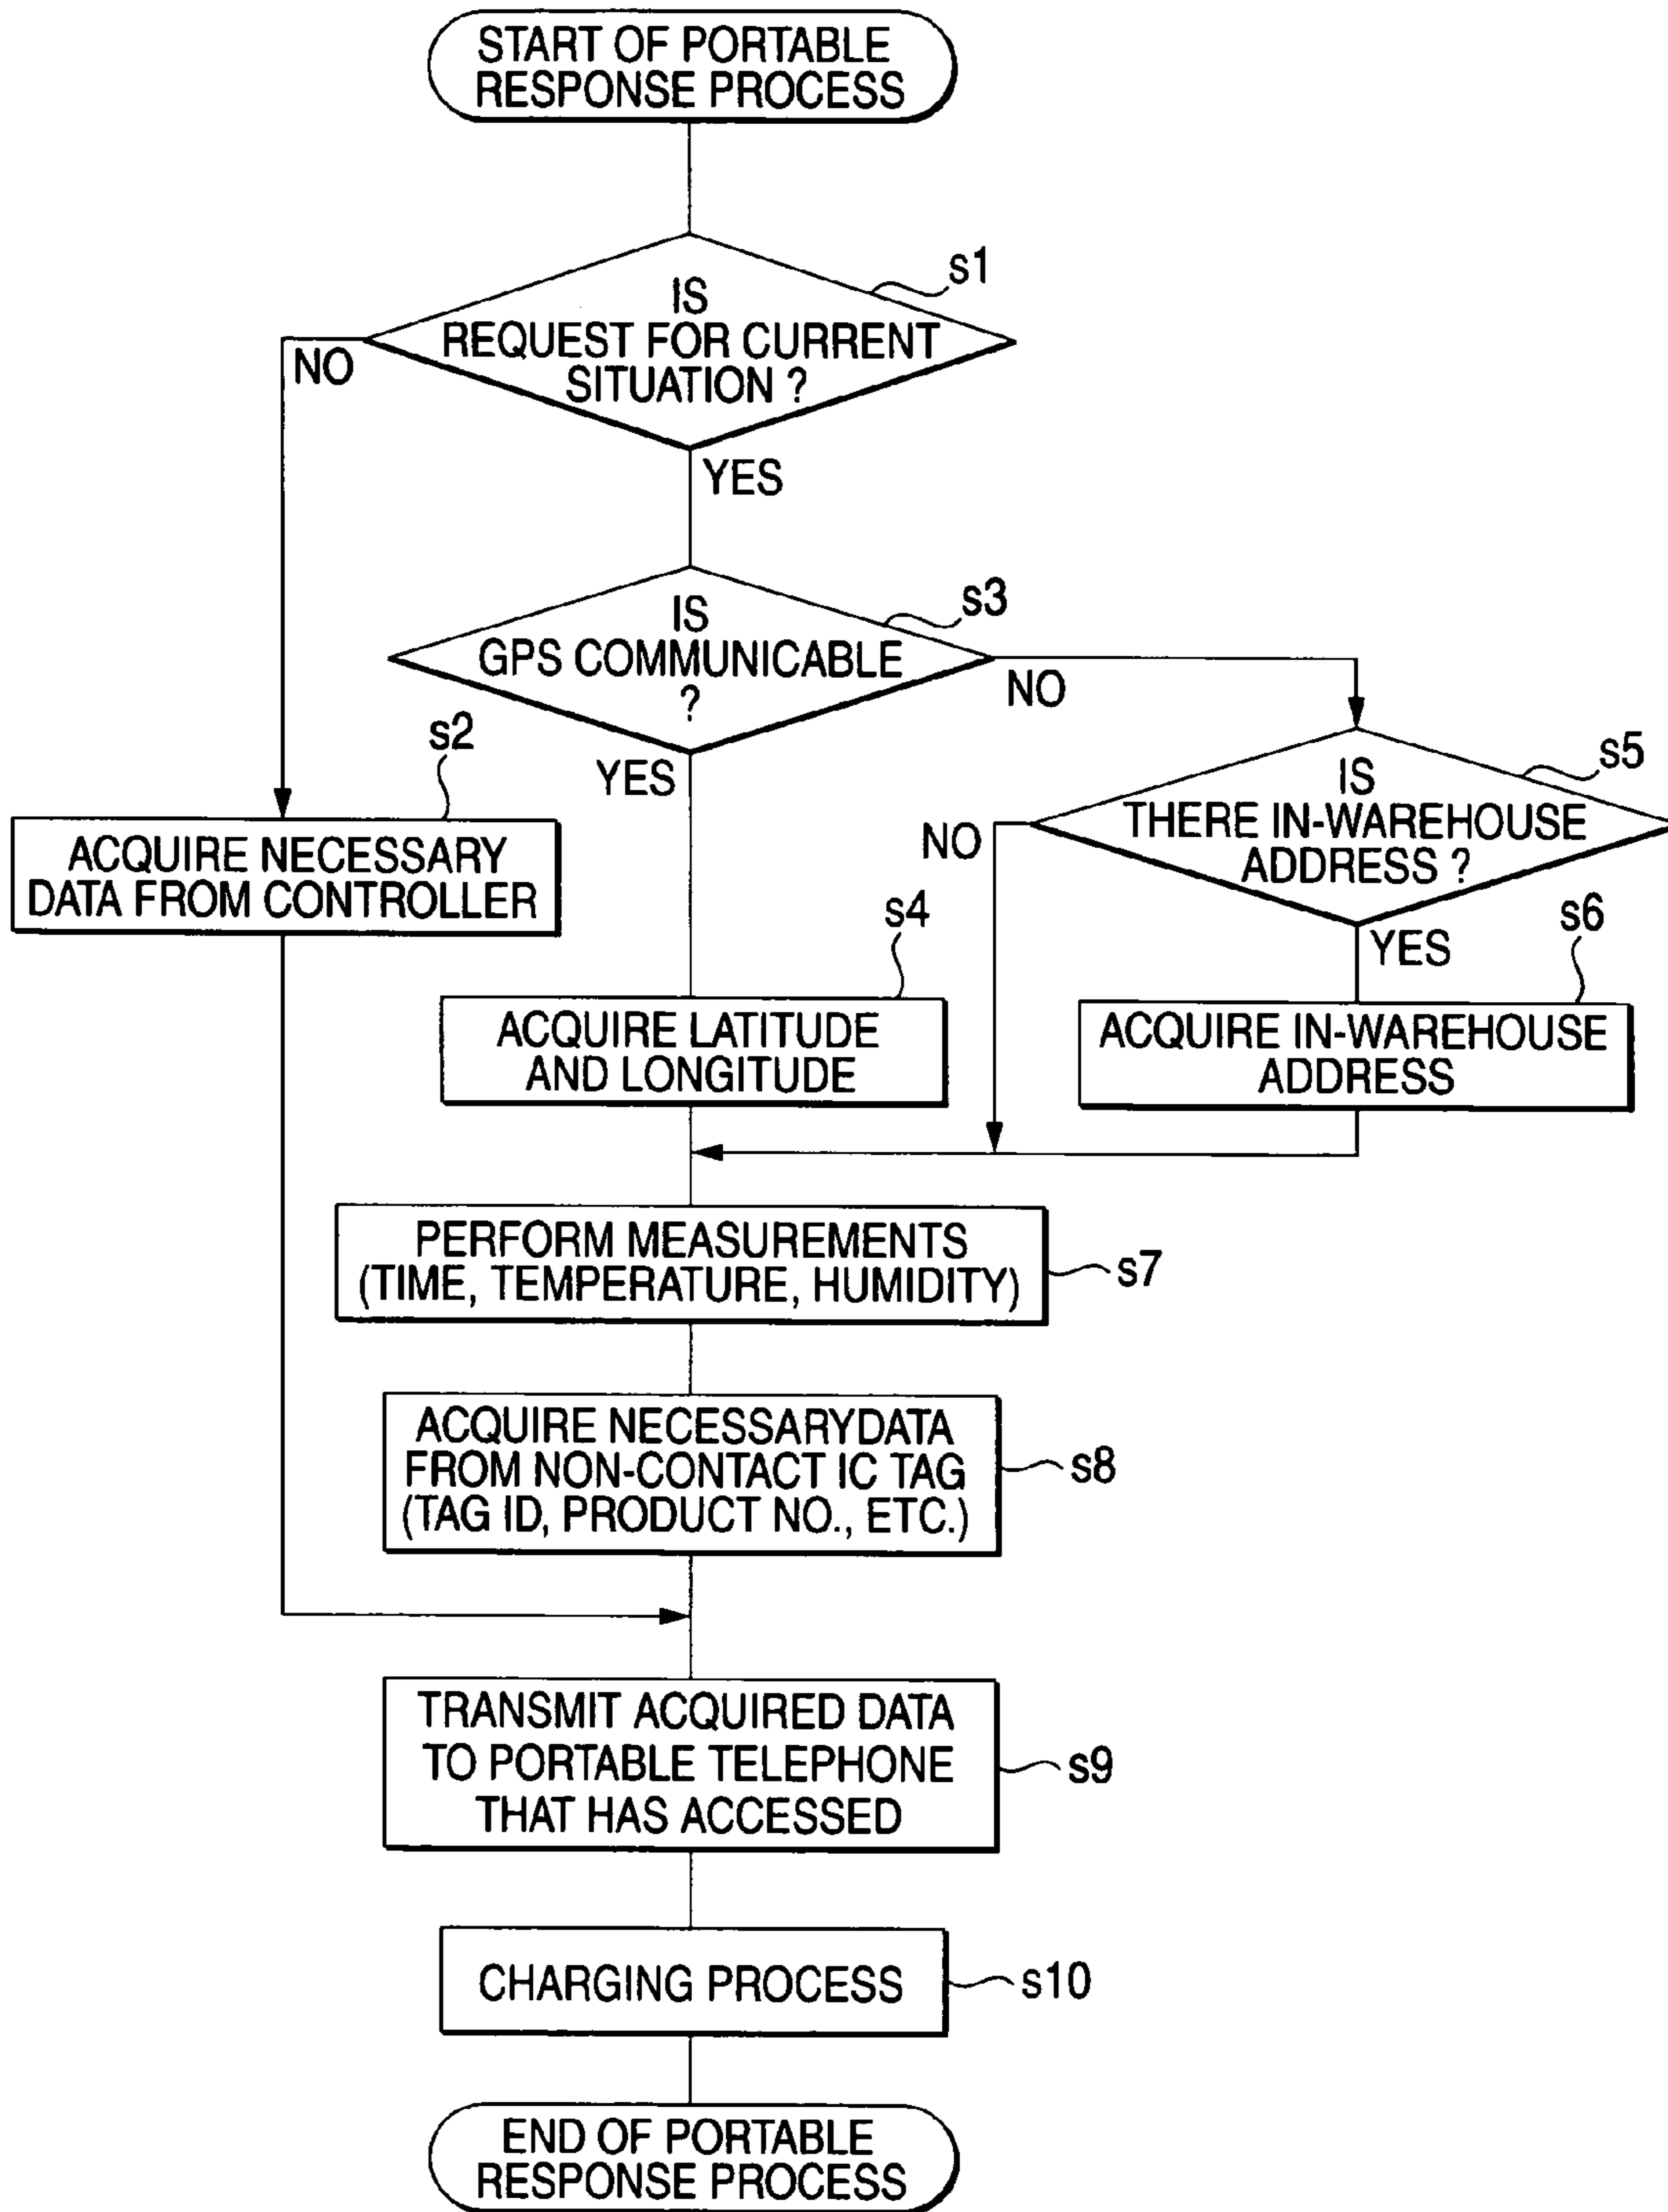 START OF PORTABLE
RESPONSE PROCESS
s1
IS
REQUEST FOR CURRENT
SITUATION ?
NO
YES
s3
IS
GPS COMMUNICABLE
?
NO
YES
s2
ACQUIRE NECESSARY
DATA FROM CONTROLLER
s5
IS
THERE IN-WAREHOUSE
ADDRESS ?
NO
YES
s4
ACQUIRE LATITUDE
AND LONGITUDE
s6
ACQUIRE IN-WAREHOUSE
ADDRESS
PERFORM MEASUREMENTS
(TIME, TEMPERATURE, HUMIDITY)
s7
ACQUIRE NECESSARYDATA
FROM NON-CONTACT IC TAG
(TAG ID, PRODUCT NO., ETC.)
s8
TRANSMIT ACQUIRED DATA
TO PORTABLE TELEPHONE
THAT HAS ACCESSED
s9
CHARGING PROCESS
s10
END OF PORTABLE
RESPONSE PROCESS